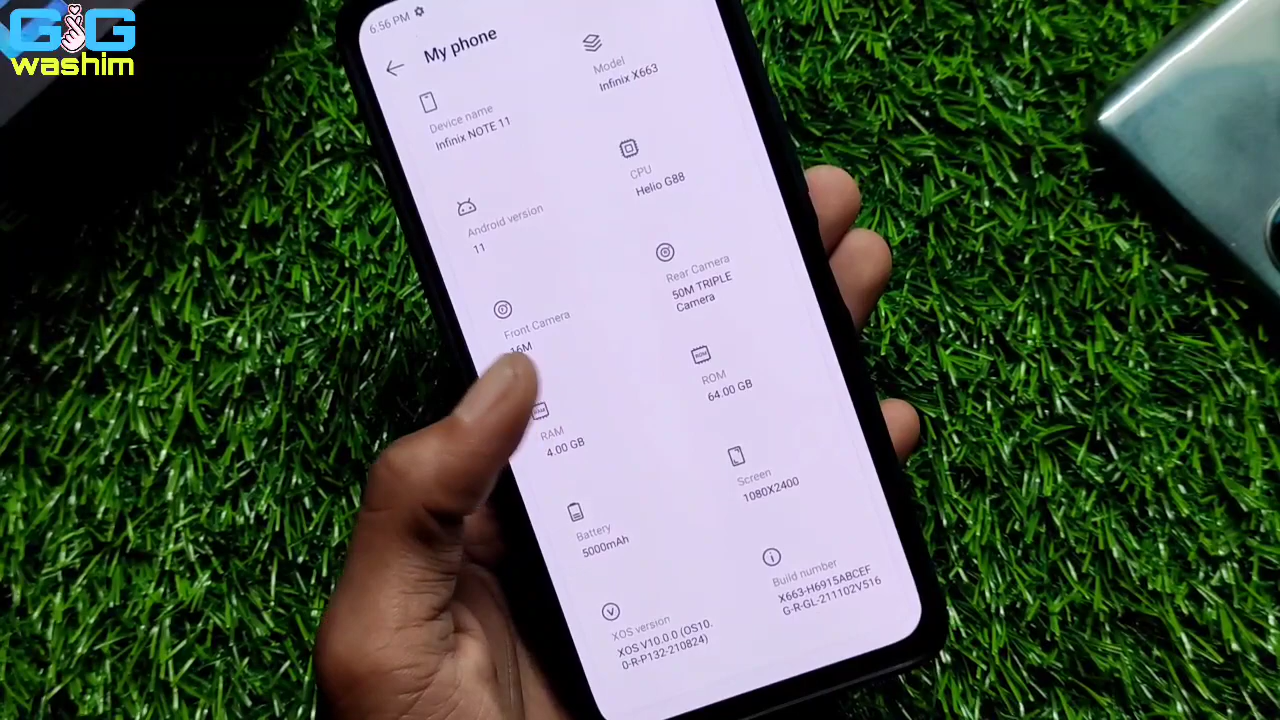 GG
washim
6:56 PM
My phone
Device name
Infinix NOTE 11
Model
Infinix X663
Android version
11
CPU
Helio G88
Front Camera
16M
Rear Camera
50M TRIPLE
Camera
RAM
4.00 GB
ROM
64.00 GB
Battery
5000mAh
Screen
1080X2400
XOS version
XOS V10.0.0 (OS10.
0-R-P132-210824)
Build number
X663-H6915ABCEF
G-R-GL-211102V516